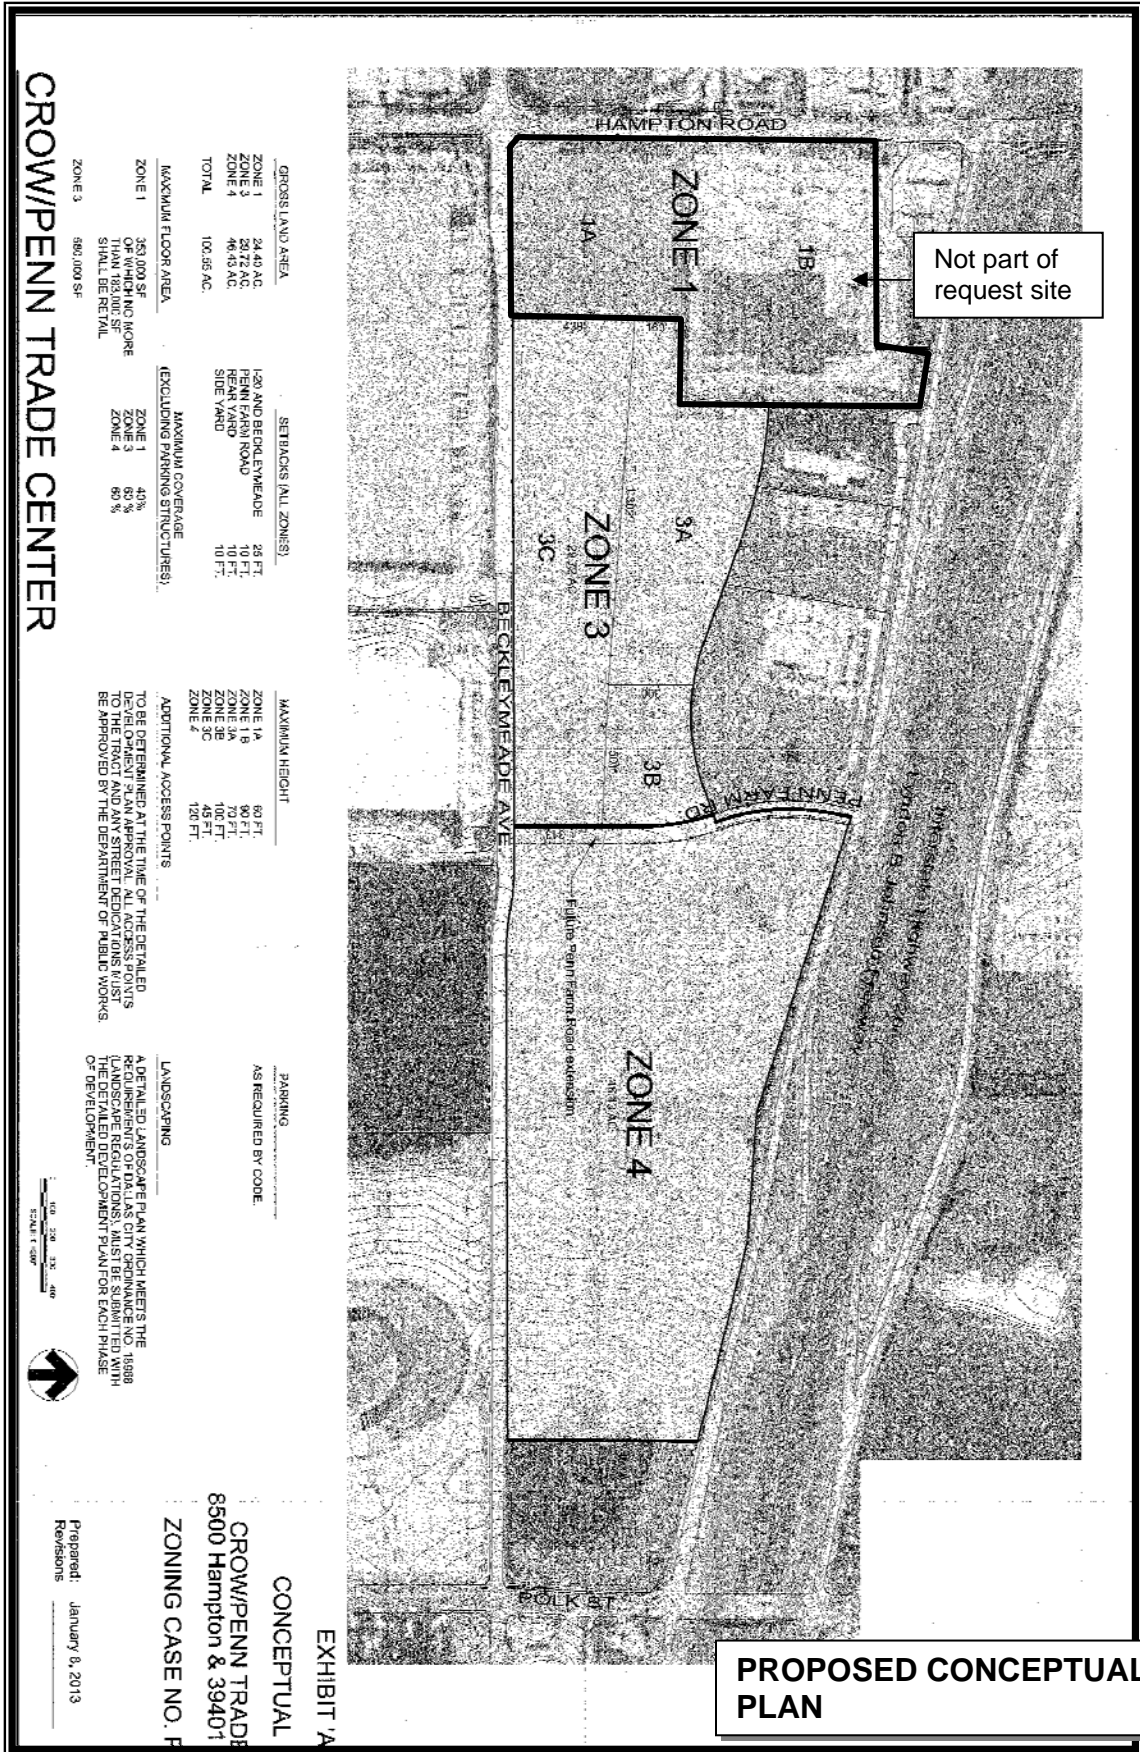 HAMPTON ROAD
ZONE 1
1A
1B
Not part of
request site
438'
160'
1302'
ZONE 3
3A
3C
3B
BECKLEYMEADE AVE
PENN FARM RD
Interstate Highway
Lyndon B. Johnson Freeway
Future Penn Farm Road extension
ZONE 4
POLK ST
GROSS LAND AREA
ZONE 1 24.40 AC.
ZONE 3 29.72 AC.
ZONE 4 46.43 AC.
TOTAL 100.55 AC.
MAXIMUM FLOOR AREA
ZONE 1 353,000 SF
OF WHICH NO MORE
THAN 183,000 SF
SHALL BE RETAIL
ZONE 3 SF
SETBACKS (ALL ZONES)
I-20 AND BECKLEYMEADE 25 FT.
PENN FARM ROAD 10 FT.
REAR YARD 10 FT.
SIDE YARD 10 FT.
MAXIMUM COVERAGE
(EXCLUDING PARKING STRUCTURES)
ZONE 1
ZONE 3 60 %
ZONE 4 60 %
MAXIMUM HEIGHT
ZONE 1A 60 FT.
ZONE 1B 90 FT.
ZONE 3A 70 FT.
ZONE 3B 100 FT.
ZONE 3C 45 FT.
ZONE 4 120 FT.
ADDITIONAL ACCESS POINTS
TO BE DETERMINED AT THE TIME OF THE DETAILED
DEVELOPMENT PLAN APPROVAL. ALL ACCESS POINTS
TO THE TRACT AND ANY STREET DEDICATIONS MUST
BE APPROVED BY THE DEPARTMENT OF PUBLIC WORKS.
PARKING
AS REQUIRED BY CODE.
LANDSCAPING
A DETAILED LANDSCAPE PLAN WHICH MEETS THE
REQUIREMENTS OF DALLAS CITY ORDINANCE NO.
(LANDSCAPE REGULATIONS), MUST BE SUBMITTED WITH
THE DETAILED DEVELOPMENT PLAN FOR EACH PHASE
OF DEVELOPMENT.
CROW/PENN TRADE CENTER
100 200 300 400
EXHIBIT 'A
CONCEPTUAL
CROW/PENN TRADE
8500 Hampton & 39401
ZONING CASE NO. P
Prepared: January 8, 2013
Revisions
PROPOSED CONCEPTUAL
PLAN